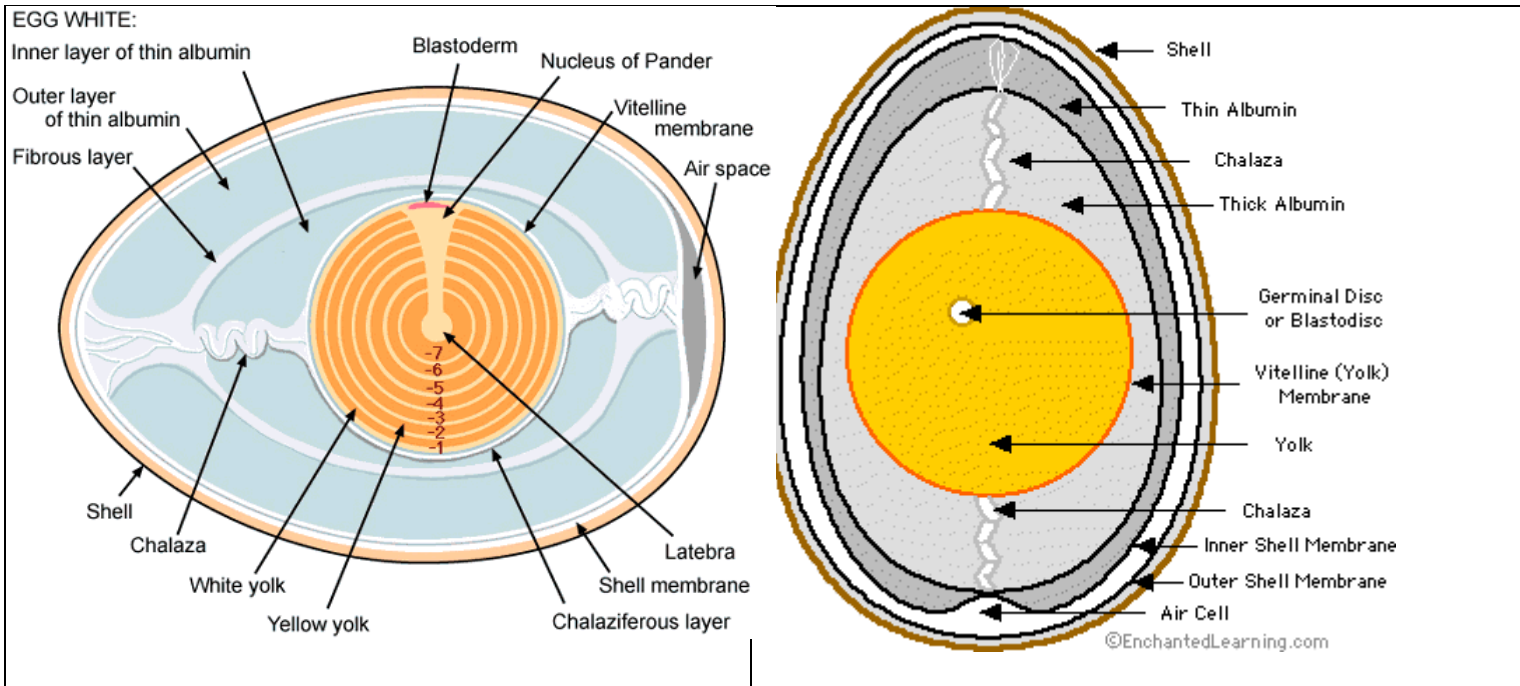 EGG WHITE:
Inner layer of thin albumin
Outer layer
of thin albumin
Fibrous layer
Blastoderm
Nucleus of Pander
Vitelline
membrane
Air space
-7
-6
-5
-4
-3
-2
-1
Shell
Chalaza
White yolk
Yellow yolk
Latebra
Shell membrane
Chalaziferous layer
Shell
Thin Albumin
Chalaza
Thick Albumin
Germinal Disc
or Blastodisc
Vitelline (Yolk)
Membrane
Yolk
Chalaza
Inner Shell Membrane
Outer Shell Membrane
Air Cell
©EnchantedLearning.com